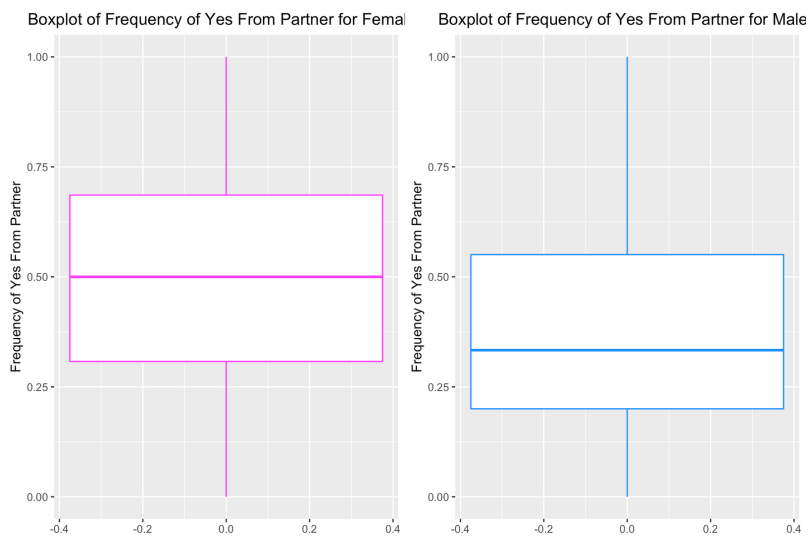 Boxplot of Frequency of Yes From Partner for Femal
Frequency of Yes From Partner
1.00
0.75
0.50
0.25
0.00
-0.4 -0.2 0.0 0.2 0.4
Boxplot of Frequency of Yes From Partner for Male
Frequency of Yes From Partner
1.00
0.75
0.50
0.25
0.00
-0.4 -0.2 0.0 0.2 0.4